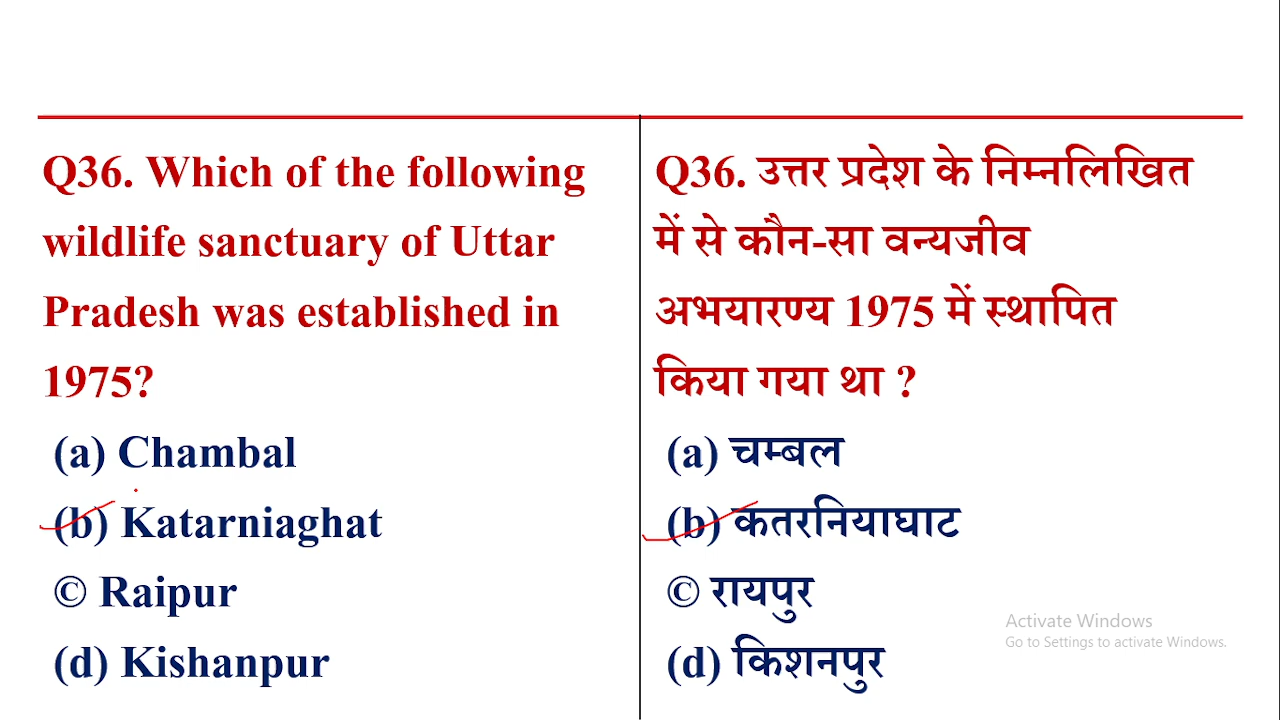 Q36. Which of the following
wildlife sanctuary of Uttar
Pradesh was established in
1975?
(a) Chambal
(b) Katarniaghat
© Raipur
(d) Kishanpur
Q36. उत्तर प्रदेश के निम्नलिखित
में से कौन-सा वन्यजीव
अभयारण्य 1975 में स्थापित
किया गया था ?
(a) चम्बल
(b) कतरनियाघाट
© रायपुर
(d) किशनपुर
Activate Windows
Go to Settings to activate Windows.